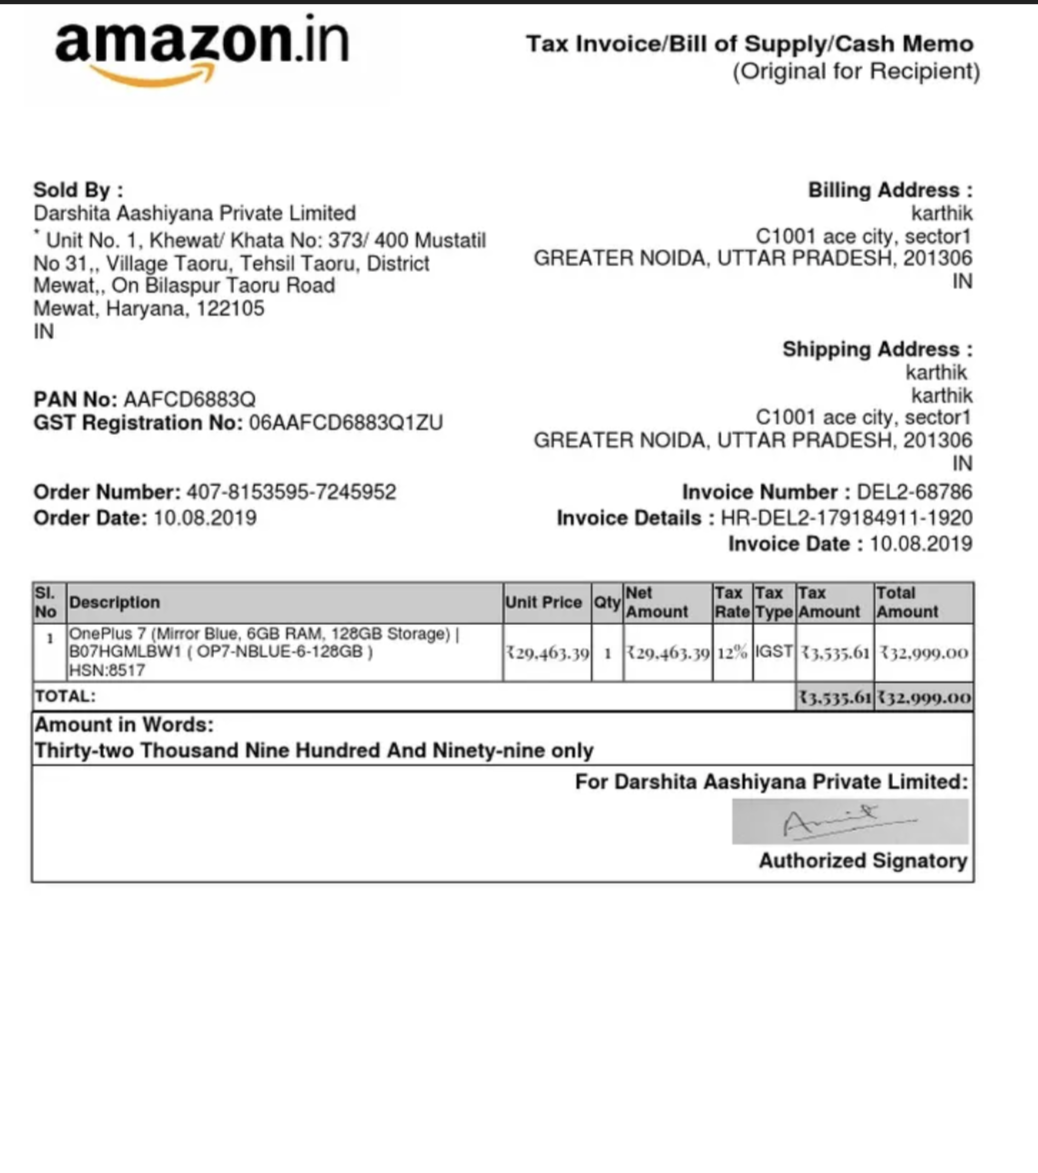 amazon.in
Tax Invoice/Bill of Supply/Cash Memo
(Original for Recipient)
Sold By :
Darshita Aashiyana Private Limited
* Unit No. 1, Khewat/ Khata No: 373/ 400 Mustatil
No 31,, Village Taoru, Tehsil Taoru, District
Mewat,, On Bilaspur Taoru Road
Mewat, Haryana, 122105
IN
Billing Address :
karthik
C1001 ace city, sector1
GREATER NOIDA, UTTAR PRADESH, 201306
IN
Shipping Address :
karthik
karthik
C1001 ace city, sector1
GREATER NOIDA, UTTAR PRADESH, 201306
IN
PAN No: AAFCD6883Q
GST Registration No: 06AAFCD6883Q1ZU
Order Number: 407-8153595-7245952
Order Date: 10.08.2019
Invoice Number : DEL2-68786
Invoice Details : HR-DEL2-179184911-1920
Invoice Date : 10.08.2019
Sl. No Description Unit Price Qty Net Amount Tax Rate Tax Type Tax Amount Total Amount
1 OnePlus 7 (Mirror Blue, 6GB RAM, 128GB Storage) |
B07HGMLBW1 ( OP7-NBLUE-6-128GB ) ₹29,463.39 1 ₹29,463.39 12% IGST ₹3,535.61 ₹32,999.00
HSN:8517
TOTAL: ₹3,535.61 ₹32,999.00
Amount in Words:
Thirty-two Thousand Nine Hundred And Ninety-nine only
For Darshita Aashiyana Private Limited:
Amit
Authorized Signatory